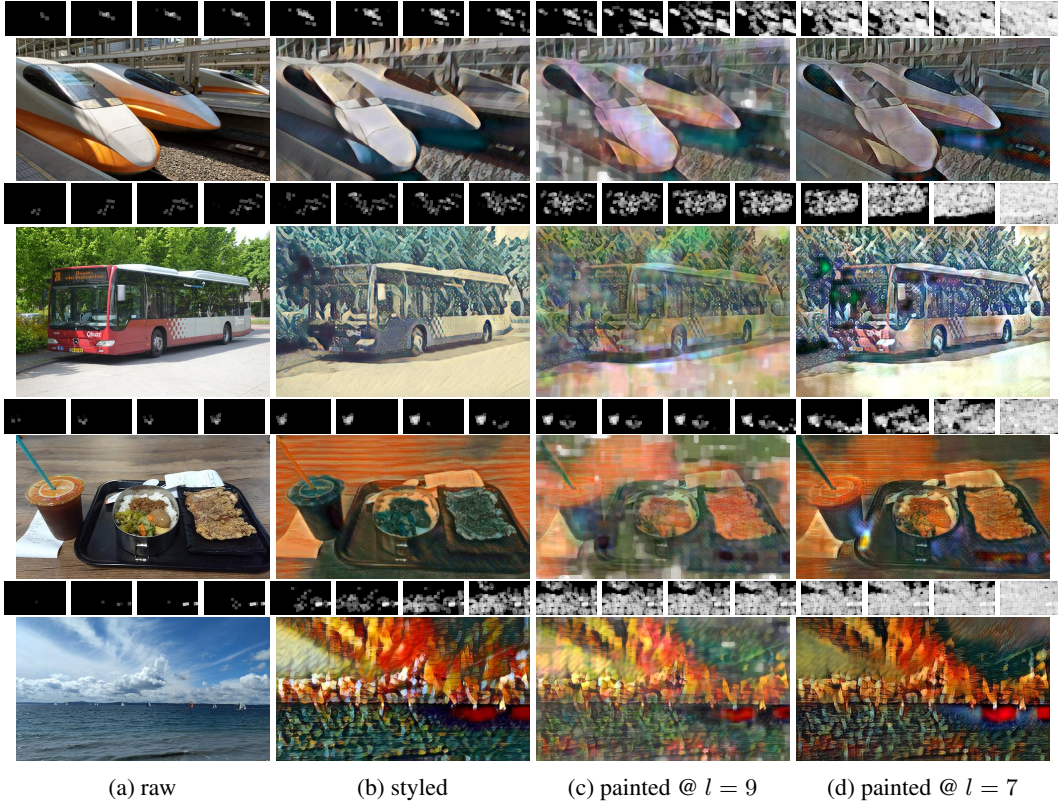 (a) raw
(b) styled
(c) painted @ l = 9
(d) painted @ l = 7